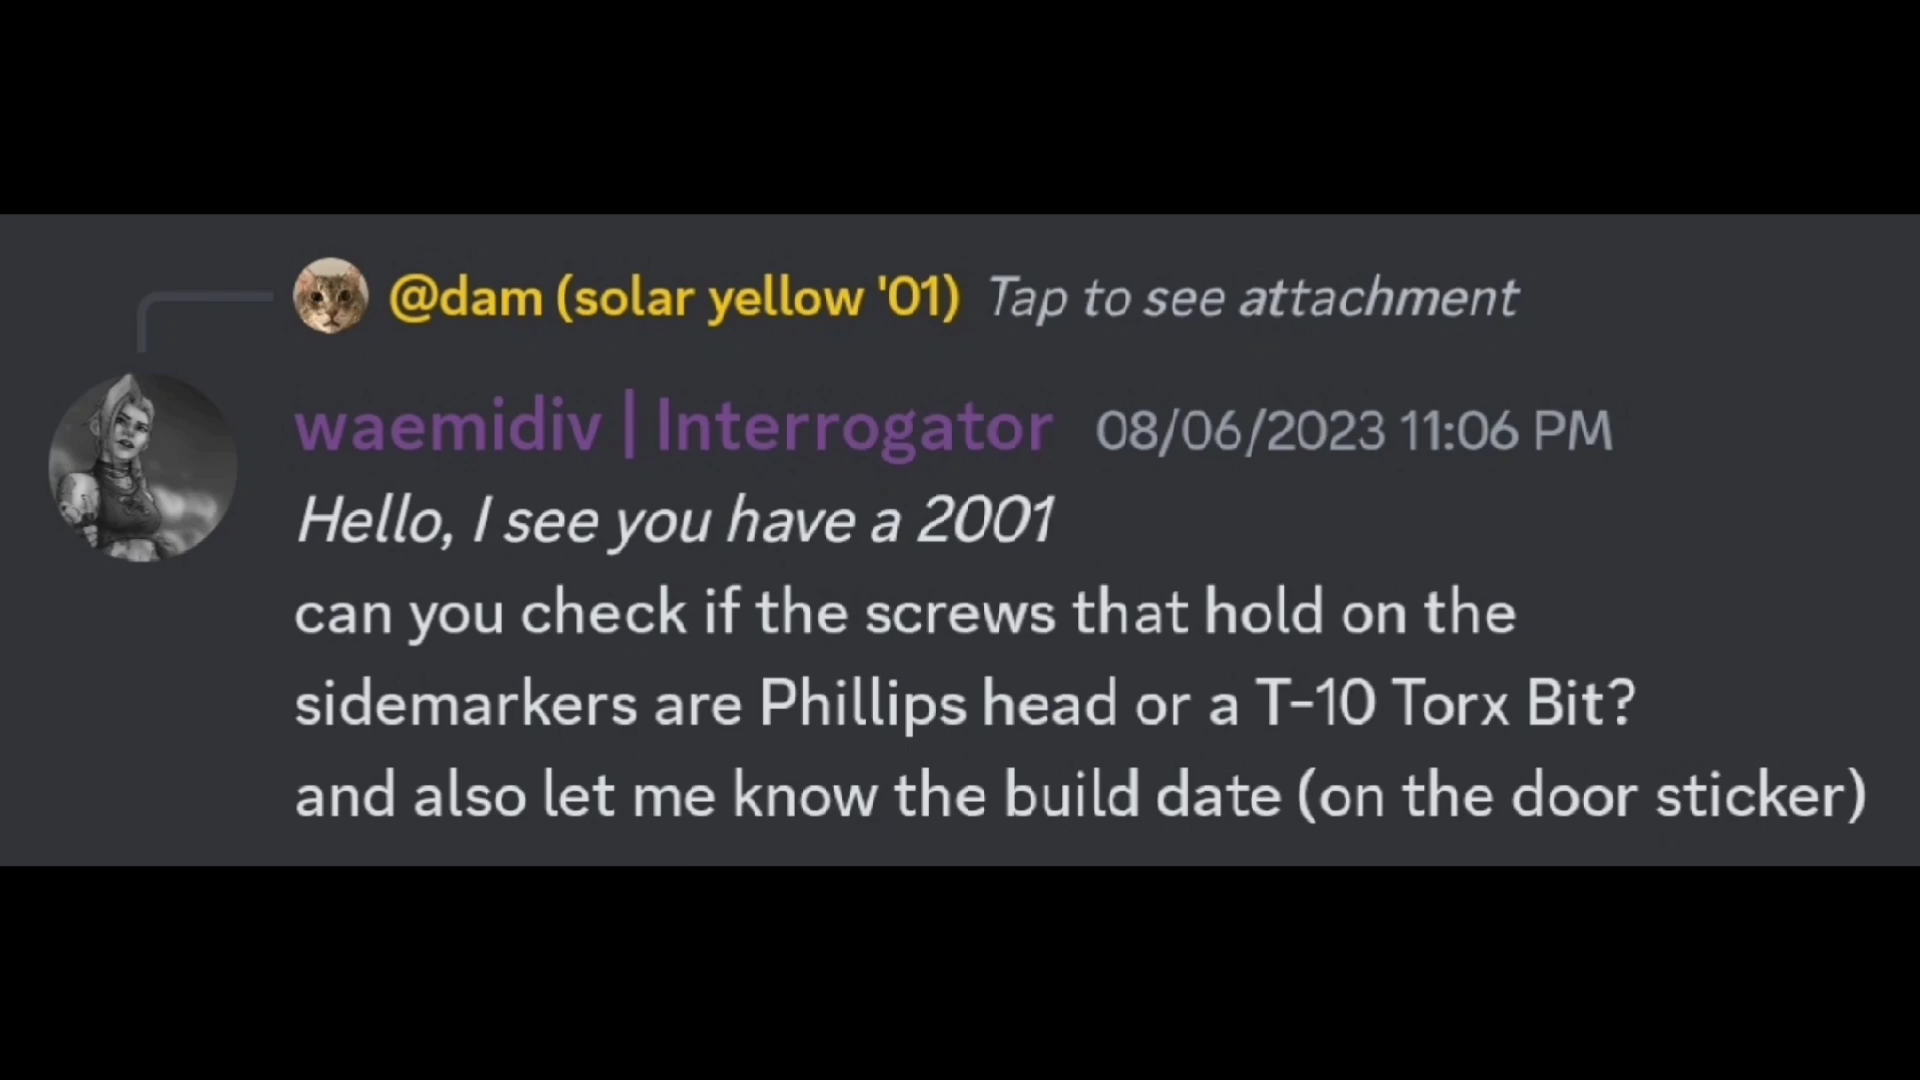 @dam (solar yellow '01) Tap to see attachment
waemidiv | Interrogator 08/06/2023 11:06 PM
Hello, I see you have a 2001
can you check if the screws that hold on the
sidemarkers are Phillips head or a T-10 Torx Bit?
and also let me know the build date (on the door sticker)